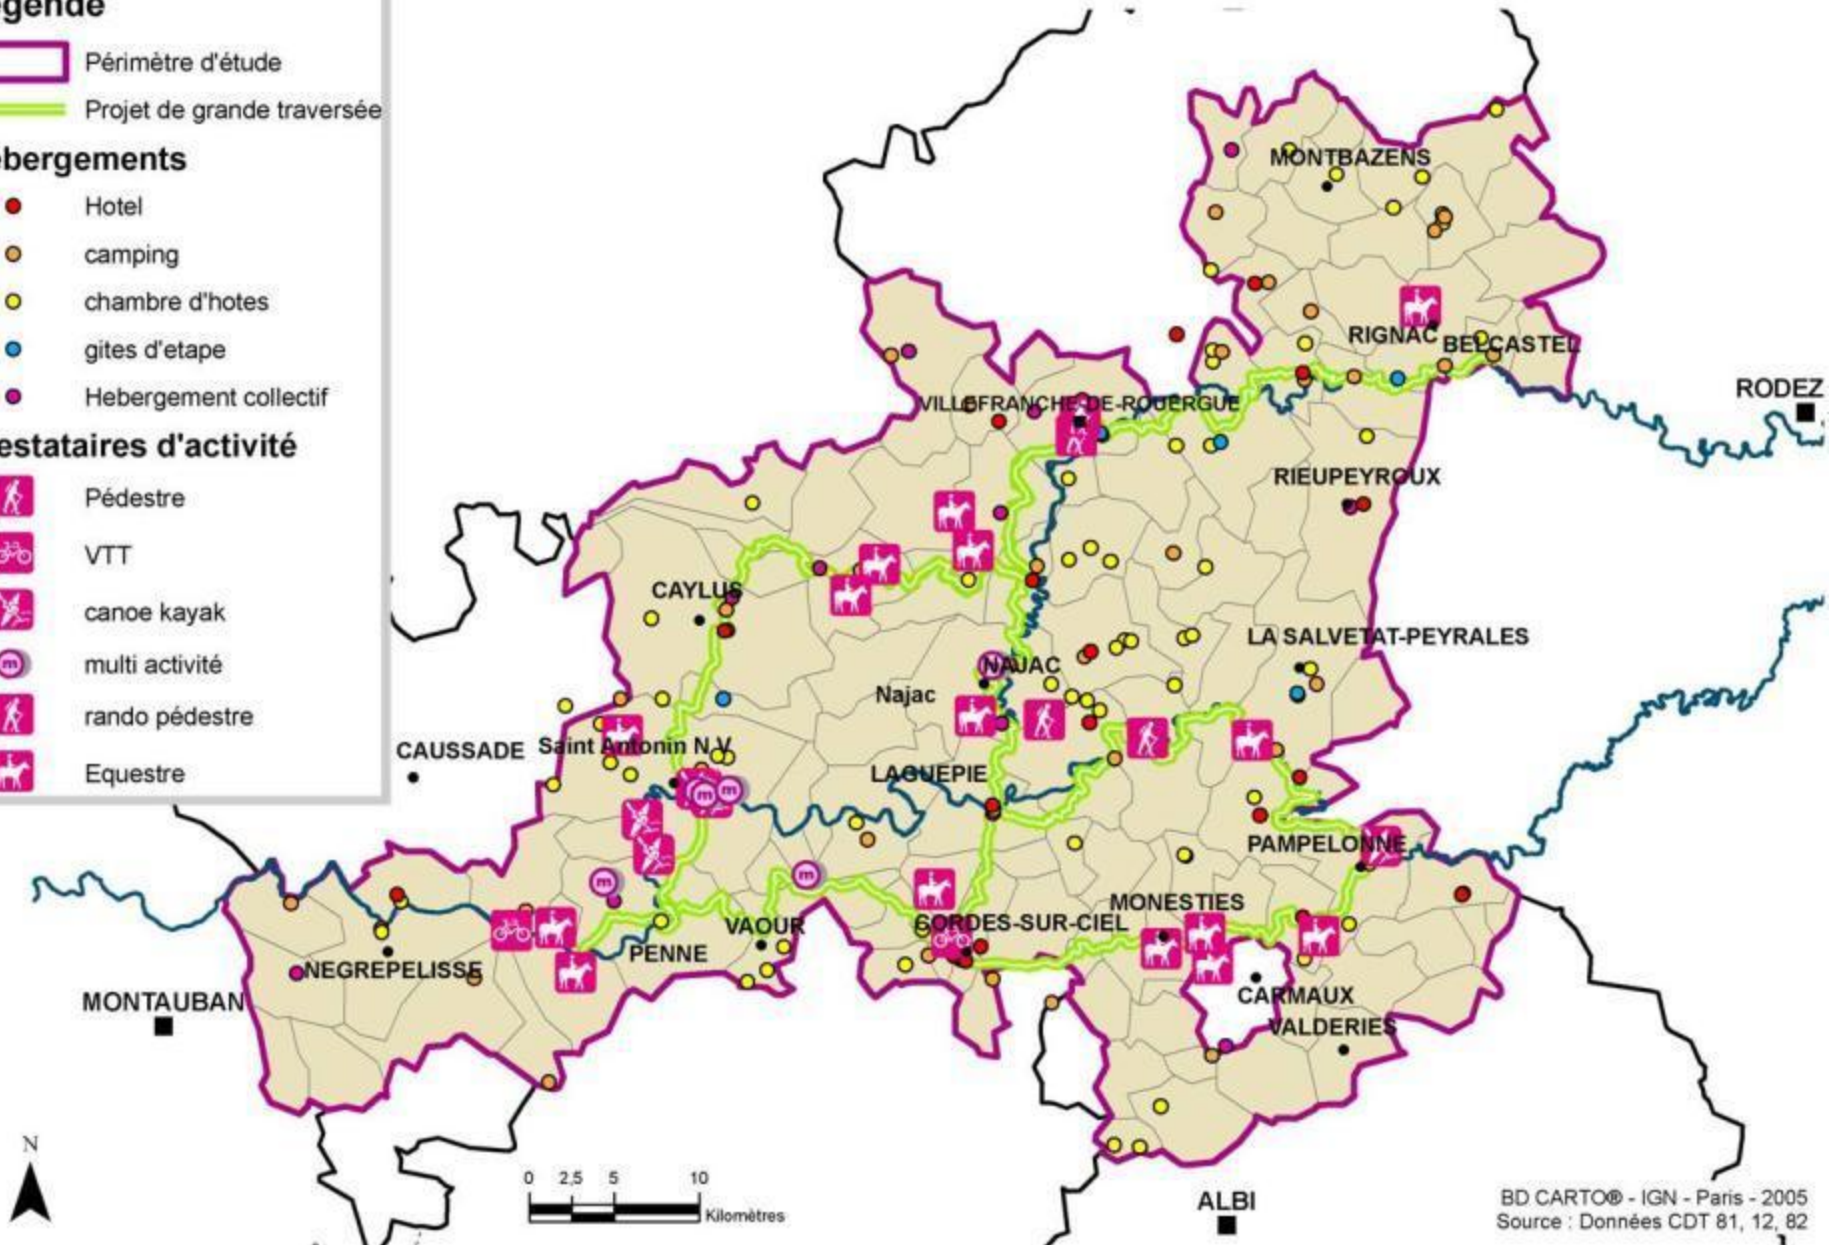 égende
Périmètre d'étude
Projet de grande traversée
ébergements
Hotel
camping
chambre d'hotes
gites d'etape
Hebergement collectif
estataires d'activité
Pédestre
VTT
canoe kayak
m multi activité
rando pédestre
Equestre
MONTBAZENS
RIGNAC
BELCASTEL
RODEZ
VILLEFRANCHE-DE-ROUERGUE
RIEUPEYROUX
CAYLUS
LA SALVETAT-PEYRALES
NAJAC
Najac
CAUSSADE
Saint Antonin N.V.
LAGUEPIE
m
m
PAMPELONNE
m
m
MONESTIES
CORDES-SUR-CIEL
VAOUR
PENNE
NEGREPELISSE
MONTAUBAN
CARMAUX
VALDERIES
N
0 2,5 5 10
Kilomètres
ALBI
BD CARTO® - IGN - Paris - 2005
Source : Données CDT 81, 12, 82